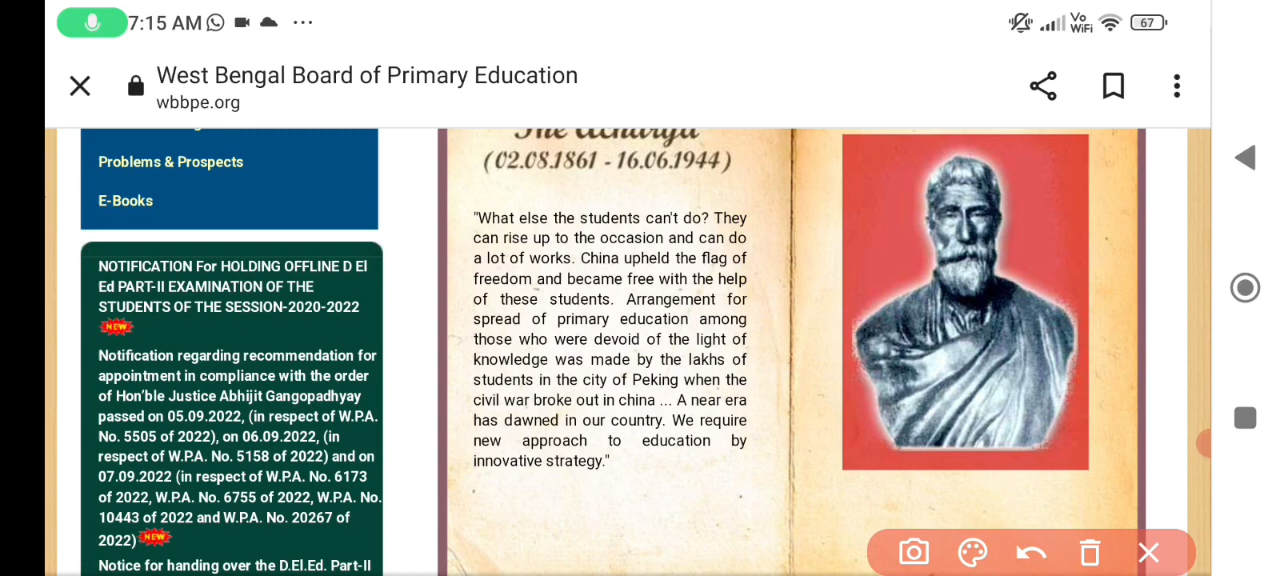 7:15 AM
Vo
WiFi
67
West Bengal Board of Primary Education
wbbpe.org
Problems & Prospects
E-Books
NOTIFICATION For HOLDING OFFLINE D El
Ed PART-II EXAMINATION OF THE
STUDENTS OF THE SESSION-2020-2022
NEW
Notification regarding recommendation for
appointment in compliance with the order
of Hon'ble Justice Abhijit Gangopadhyay
passed on 05.09.2022, (in respect of W.P.A.
No. 5505 of 2022), on 06.09.2022, (in
respect of W.P.A. No. 5158 of 2022) and on
07.09.2022 (in respect of W.P.A. No. 6173
of 2022, W.P.A. No. 6755 of 2022, W.P.A. No.
10443 of 2022 and W.P.A. No. 20267 of
2022) NEW
Notice for handing over the D.El.Ed. Part-II
The Acharya
(02.08.1861 - 16.06.1944)
"What else the students can't do? They
can rise up to the occasion and can do
a lot of works. China upheld the flag of
freedom and became free with the help
of these students. Arrangement for
spread of primary education among
those who were devoid of the light of
knowledge was made by the lakhs of
students in the city of Peking when the
civil war broke out in china ... A near era
has dawned in our country. We require
new approach to education by
innovative strategy."